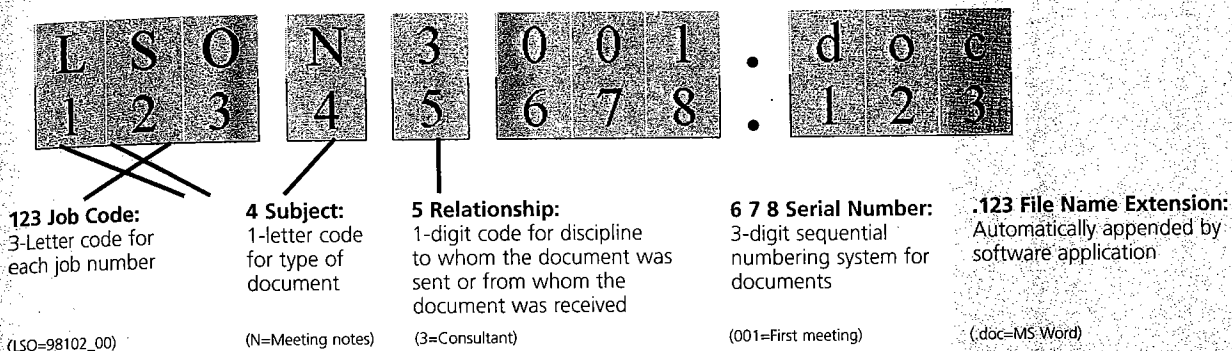 L S O N 3 0 0 1 . d o c
1 2 3 4 5 6 7 8 . 1 2 3
123 Job Code:
3-Letter code for
each job number
(LSO=98102_00)
4 Subject:
1-letter code
for type of
document
(N=Meeting notes)
5 Relationship:
1-digit code for discipline
to whom the document was
sent or from whom the
document was received
(3=Consultant)
6 7 8 Serial Number:
3-digit sequential
numbering system for
documents
(001=First meeting)
.123 File Name Extension:
Automatically appended by
software application
(.doc=MS Word)